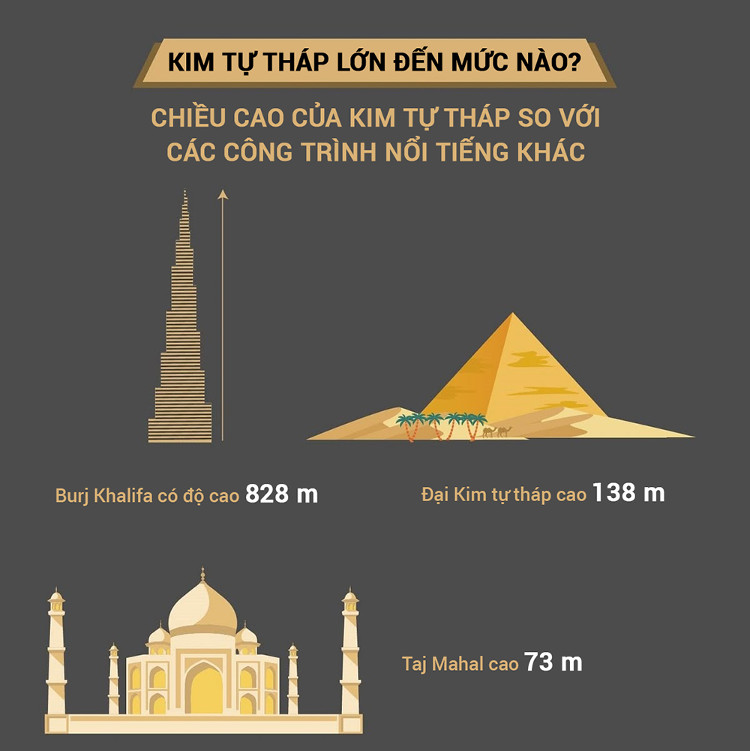 KIM TỰ THÁP LỚN ĐẾN MỨC NÀO?
CHIỀU CAO CỦA KIM TỰ THÁP SO VỚI
CÁC CÔNG TRÌNH NỔI TIẾNG KHÁC
Burj Khalifa có độ cao 828 m
Đại Kim tự tháp cao 138 m
Taj Mahal cao 73 m